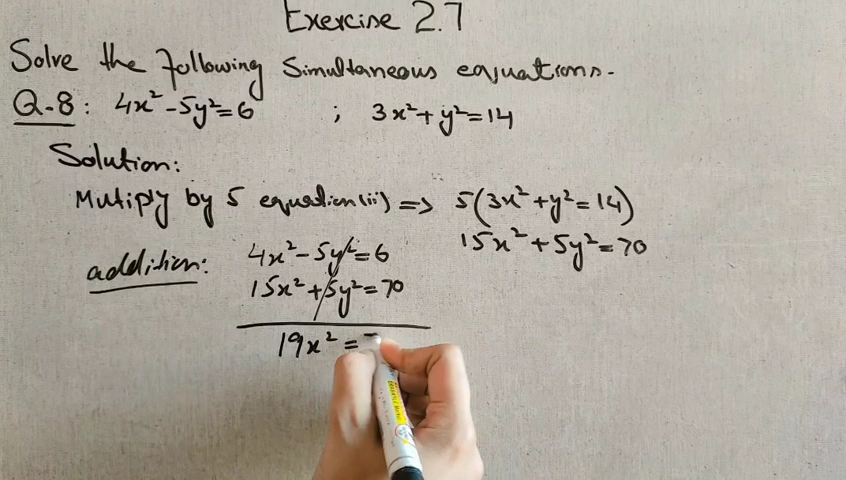 Exercise 2.7
Solve the following Simultaneous equations.
Q.8: 4x²-5y²=6 ; 3x²+y²=14
Solution:
Mutiply by 5 equation(ii) => 5(3x²+y²=14)
15x²+5y²=70
addition: 4x²-5y²=6
15x²+5y²=70
19x²=